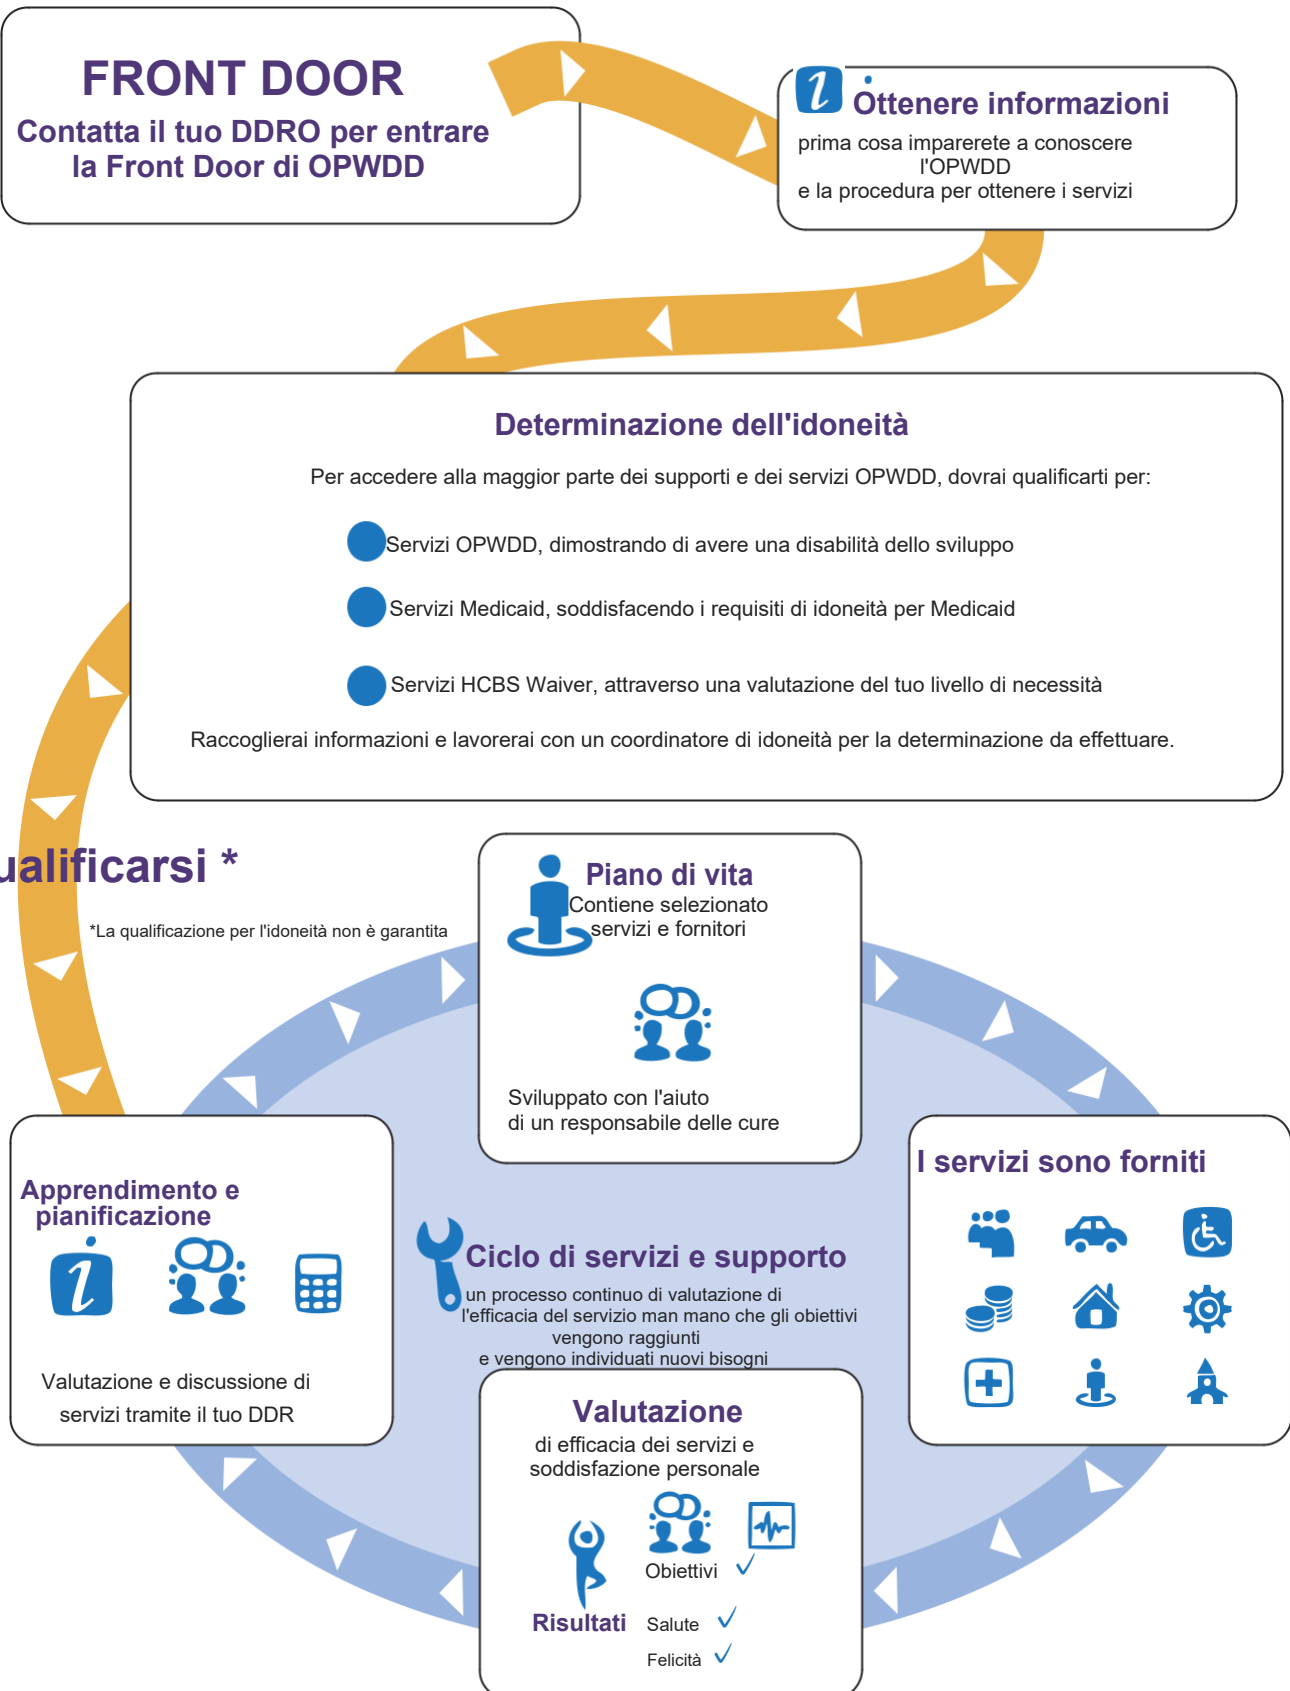 FRONT DOOR
Contatta il tuo DDRO per entrare
la Front Door di OPWDD
Ottenere informazioni
prima cosa imparerete a conoscere
l'OPWDD
e la procedura per ottenere i servizi
Determinazione dell'idoneità
Per accedere alla maggior parte dei supporti e dei servizi OPWDD, dovrai qualificarti per:
Servizi OPWDD, dimostrando di avere una disabilità dello sviluppo
Servizi Medicaid, soddisfacendo i requisiti di idoneità per Medicaid
Servizi HCBS Waiver, attraverso una valutazione del tuo livello di necessità
Raccoglierai informazioni e lavorerai con un coordinatore di idoneità per la determinazione da effettuare.
ualificarsi *
*La qualificazione per l'idoneità non è garantita
Piano di vita
Contiene selezionato
servizi e fornitori
Sviluppato con l'aiuto
di un responsabile delle cure
Apprendimento e
pianificazione
Valutazione e discussione di
servizi tramite il tuo DDR
I servizi sono forniti
Ciclo di servizi e supporto
un processo continuo di valutazione di
l'efficacia del servizio man mano che gli obiettivi
vengono raggiunti
e vengono individuati nuovi bisogni
Valutazione
di efficacia dei servizi e
soddisfazione personale
Obiettivi ✓
Risultati Salute ✓
Felicità ✓